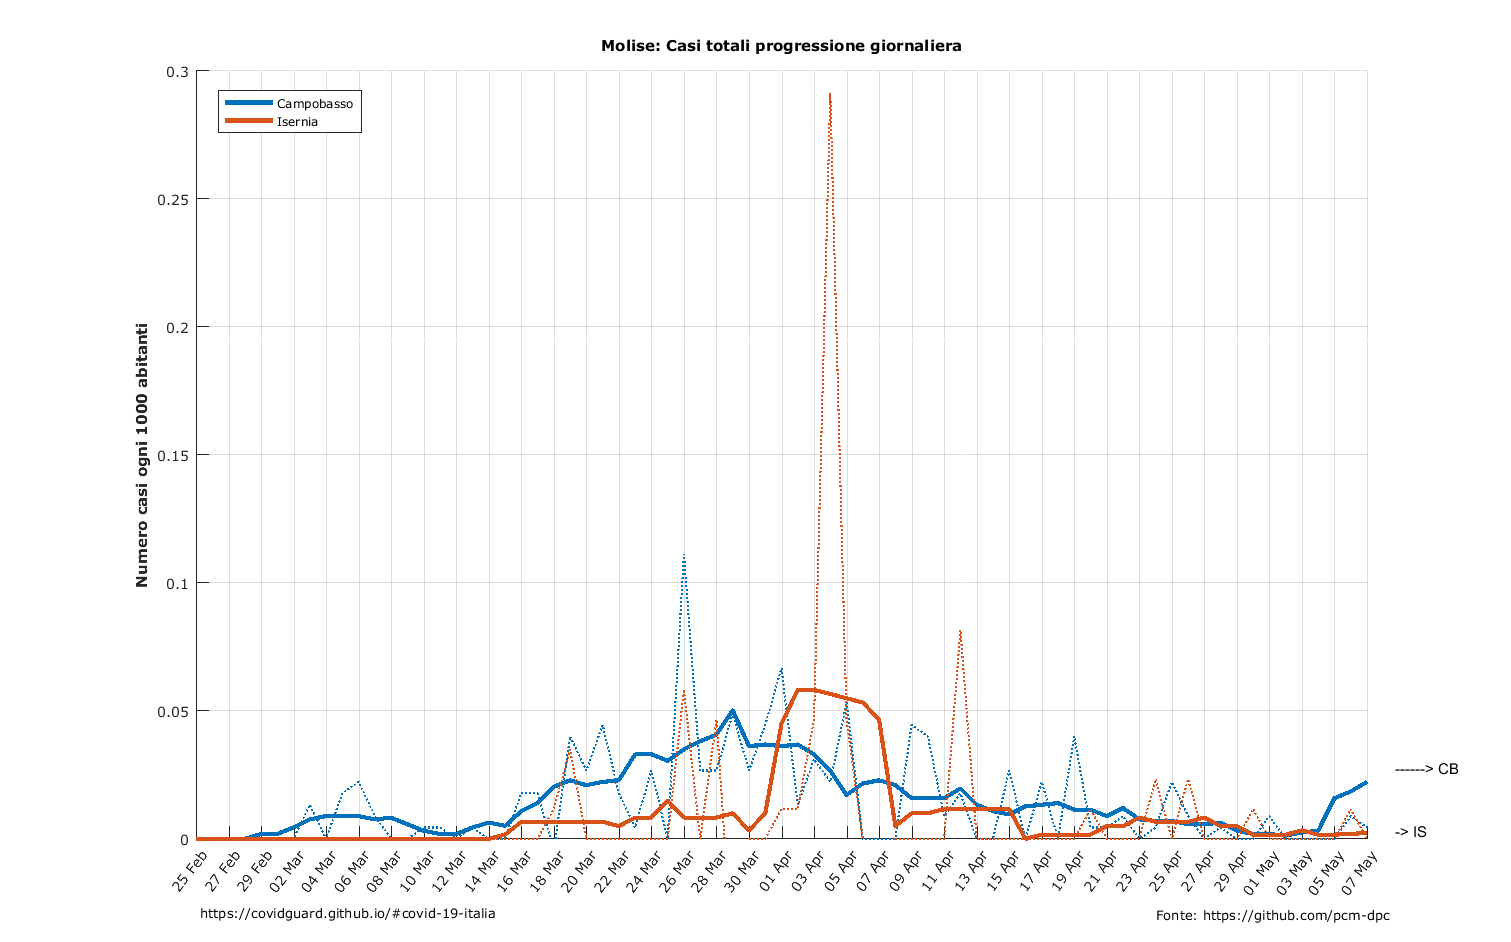 Molise: Casi totali progressione giornaliera
Numero casi ogni 1000 abitanti
0.3
0.25
0.2
0.15
0.1
0.05
0
Campobasso
Isernia
------> CB
-> IS
25 Feb
27 Feb
29 Feb
02 Mar
04 Mar
06 Mar
08 Mar
10 Mar
12 Mar
14 Mar
16 Mar
18 Mar
20 Mar
22 Mar
24 Mar
26 Mar
28 Mar
30 Mar
01 Apr
03 Apr
05 Apr
07 Apr
09 Apr
11 Apr
13 Apr
15 Apr
17 Apr
19 Apr
21 Apr
23 Apr
25 Apr
27 Apr
29 Apr
01 May
03 May
05 May
07 May
https://covidguard.github.io/#covid-19-italia
Fonte: https://github.com/pcm-dpc